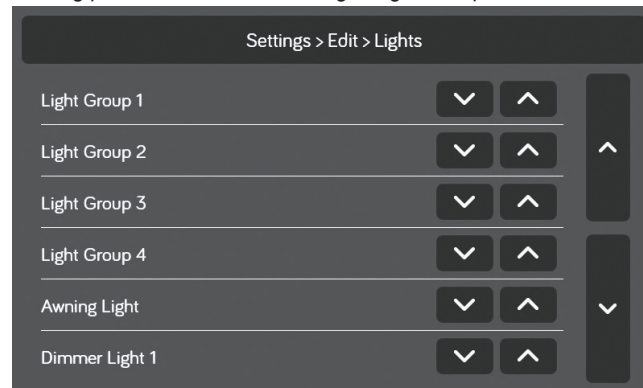 Settings > Edit > Lights
Light Group 1
Light Group 2
Light Group 3
Light Group 4
Awning Light
Dimmer Light 1